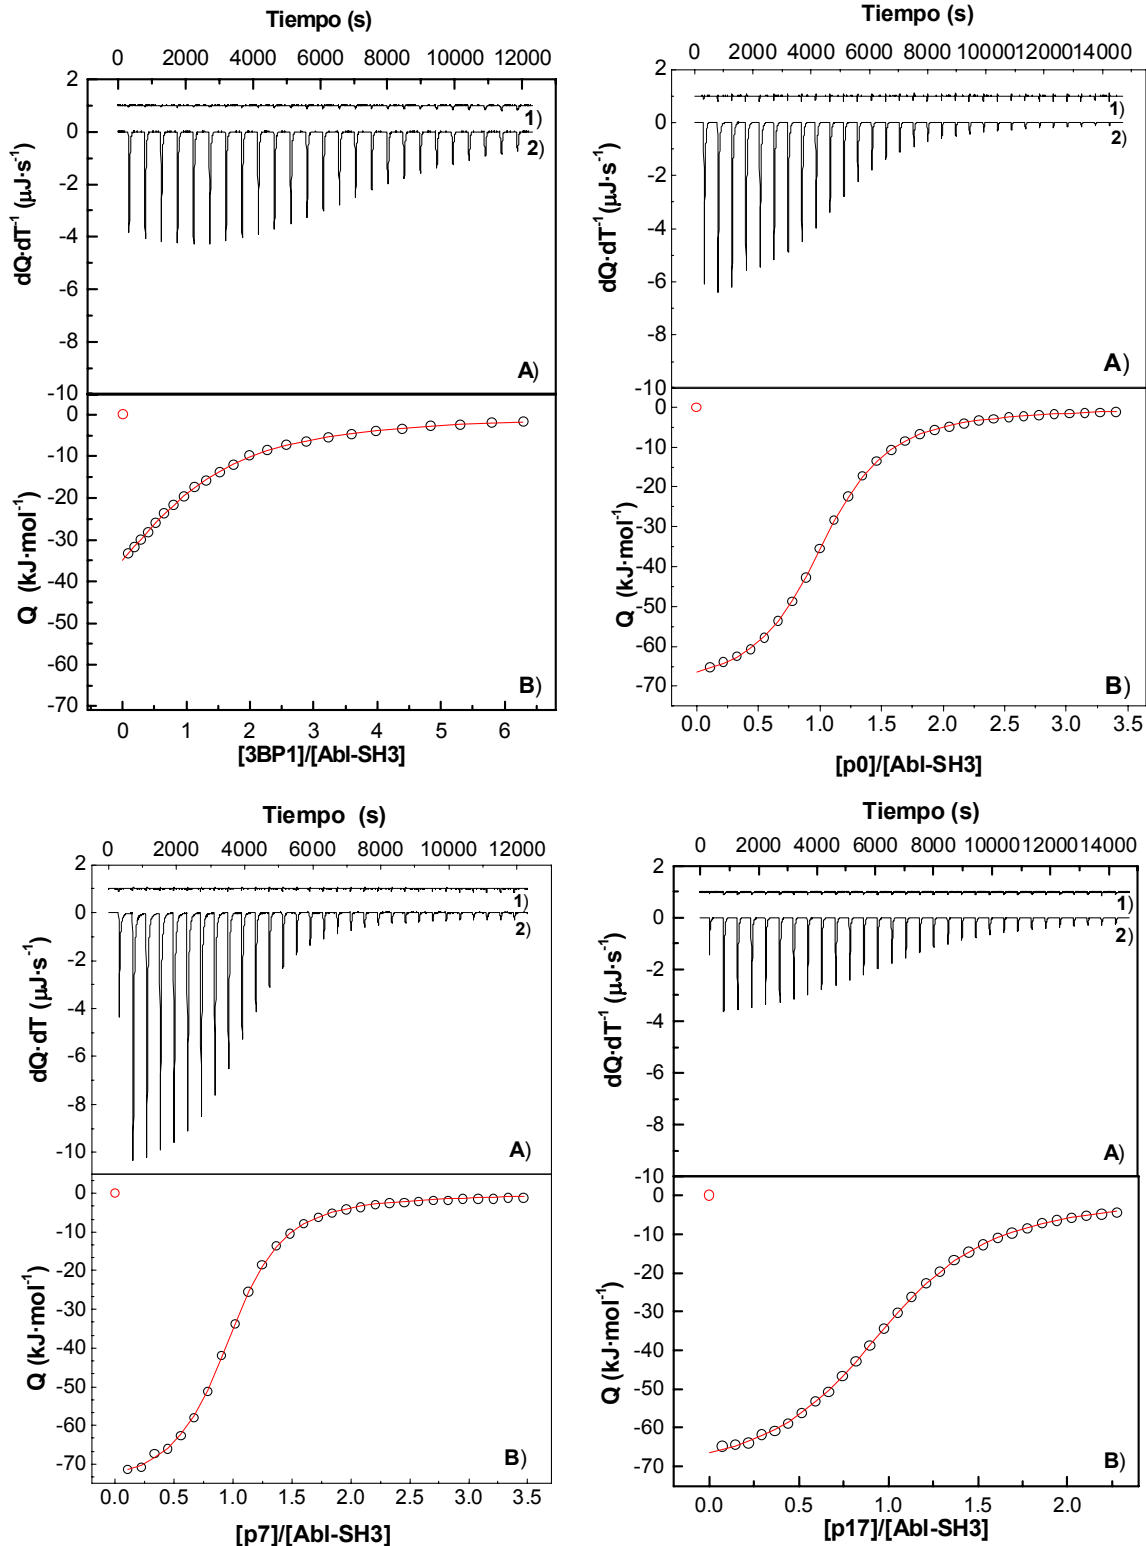 Tiempo (s)
0 2000 4000 6000 8000 10000 12000
2
0
-2
-4
-6
-8
-10
dQ·dT⁻¹ (µJ·s⁻¹)
1)
2)
A)
0
-10
-20
-30
-40
-50
-60
-70
Q (kJ·mol⁻¹)
B)
0 1 2 3 4 5 6
[3BP1]/[Abl-SH3]
Tiempo (s)
0 2000 4000 6000 8000 10000 12000 14000
2
0
-2
-4
-6
-8
-10
dQ·dT⁻¹ (µJ·s⁻¹)
1)
2)
A)
0
-10
-20
-30
-40
-50
-60
-70
Q (kJ·mol⁻¹)
B)
0.0 0.5 1.0 1.5 2.0 2.5 3.0 3.5
[p0]/[Abl-SH3]
Tiempo (s)
0 2000 4000 6000 8000 10000 12000
2
0
-2
-4
-6
-8
-10
dQ·dT (µJ·s⁻¹)
1)
2)
A)
0
-10
-20
-30
-40
-50
-60
-70
Q (kJ·mol⁻¹)
B)
0.0 0.5 1.0 1.5 2.0 2.5 3.0 3.5
[p7]/[Abl-SH3]
Tiempo (s)
0 2000 4000 6000 8000 10000 12000 14000
2
0
-2
-4
-6
-8
-10
dQ·dT⁻¹ (µJ·s⁻¹)
1)
2)
A)
0
-10
-20
-30
-40
-50
-60
-70
Q (kJ·mol⁻¹)
B)
0.0 0.5 1.0 1.5 2.0
[p17]/[Abl-SH3]